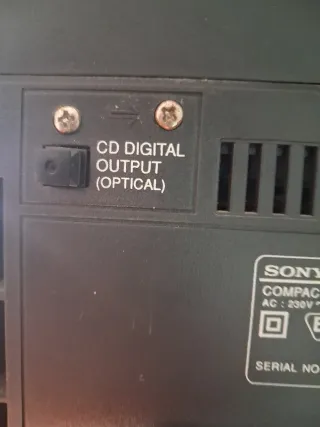 CD DIGITAL
OUTPUT
(OPTICAL)
SONY
COMPAC
AC : 230V
SERIAL NO